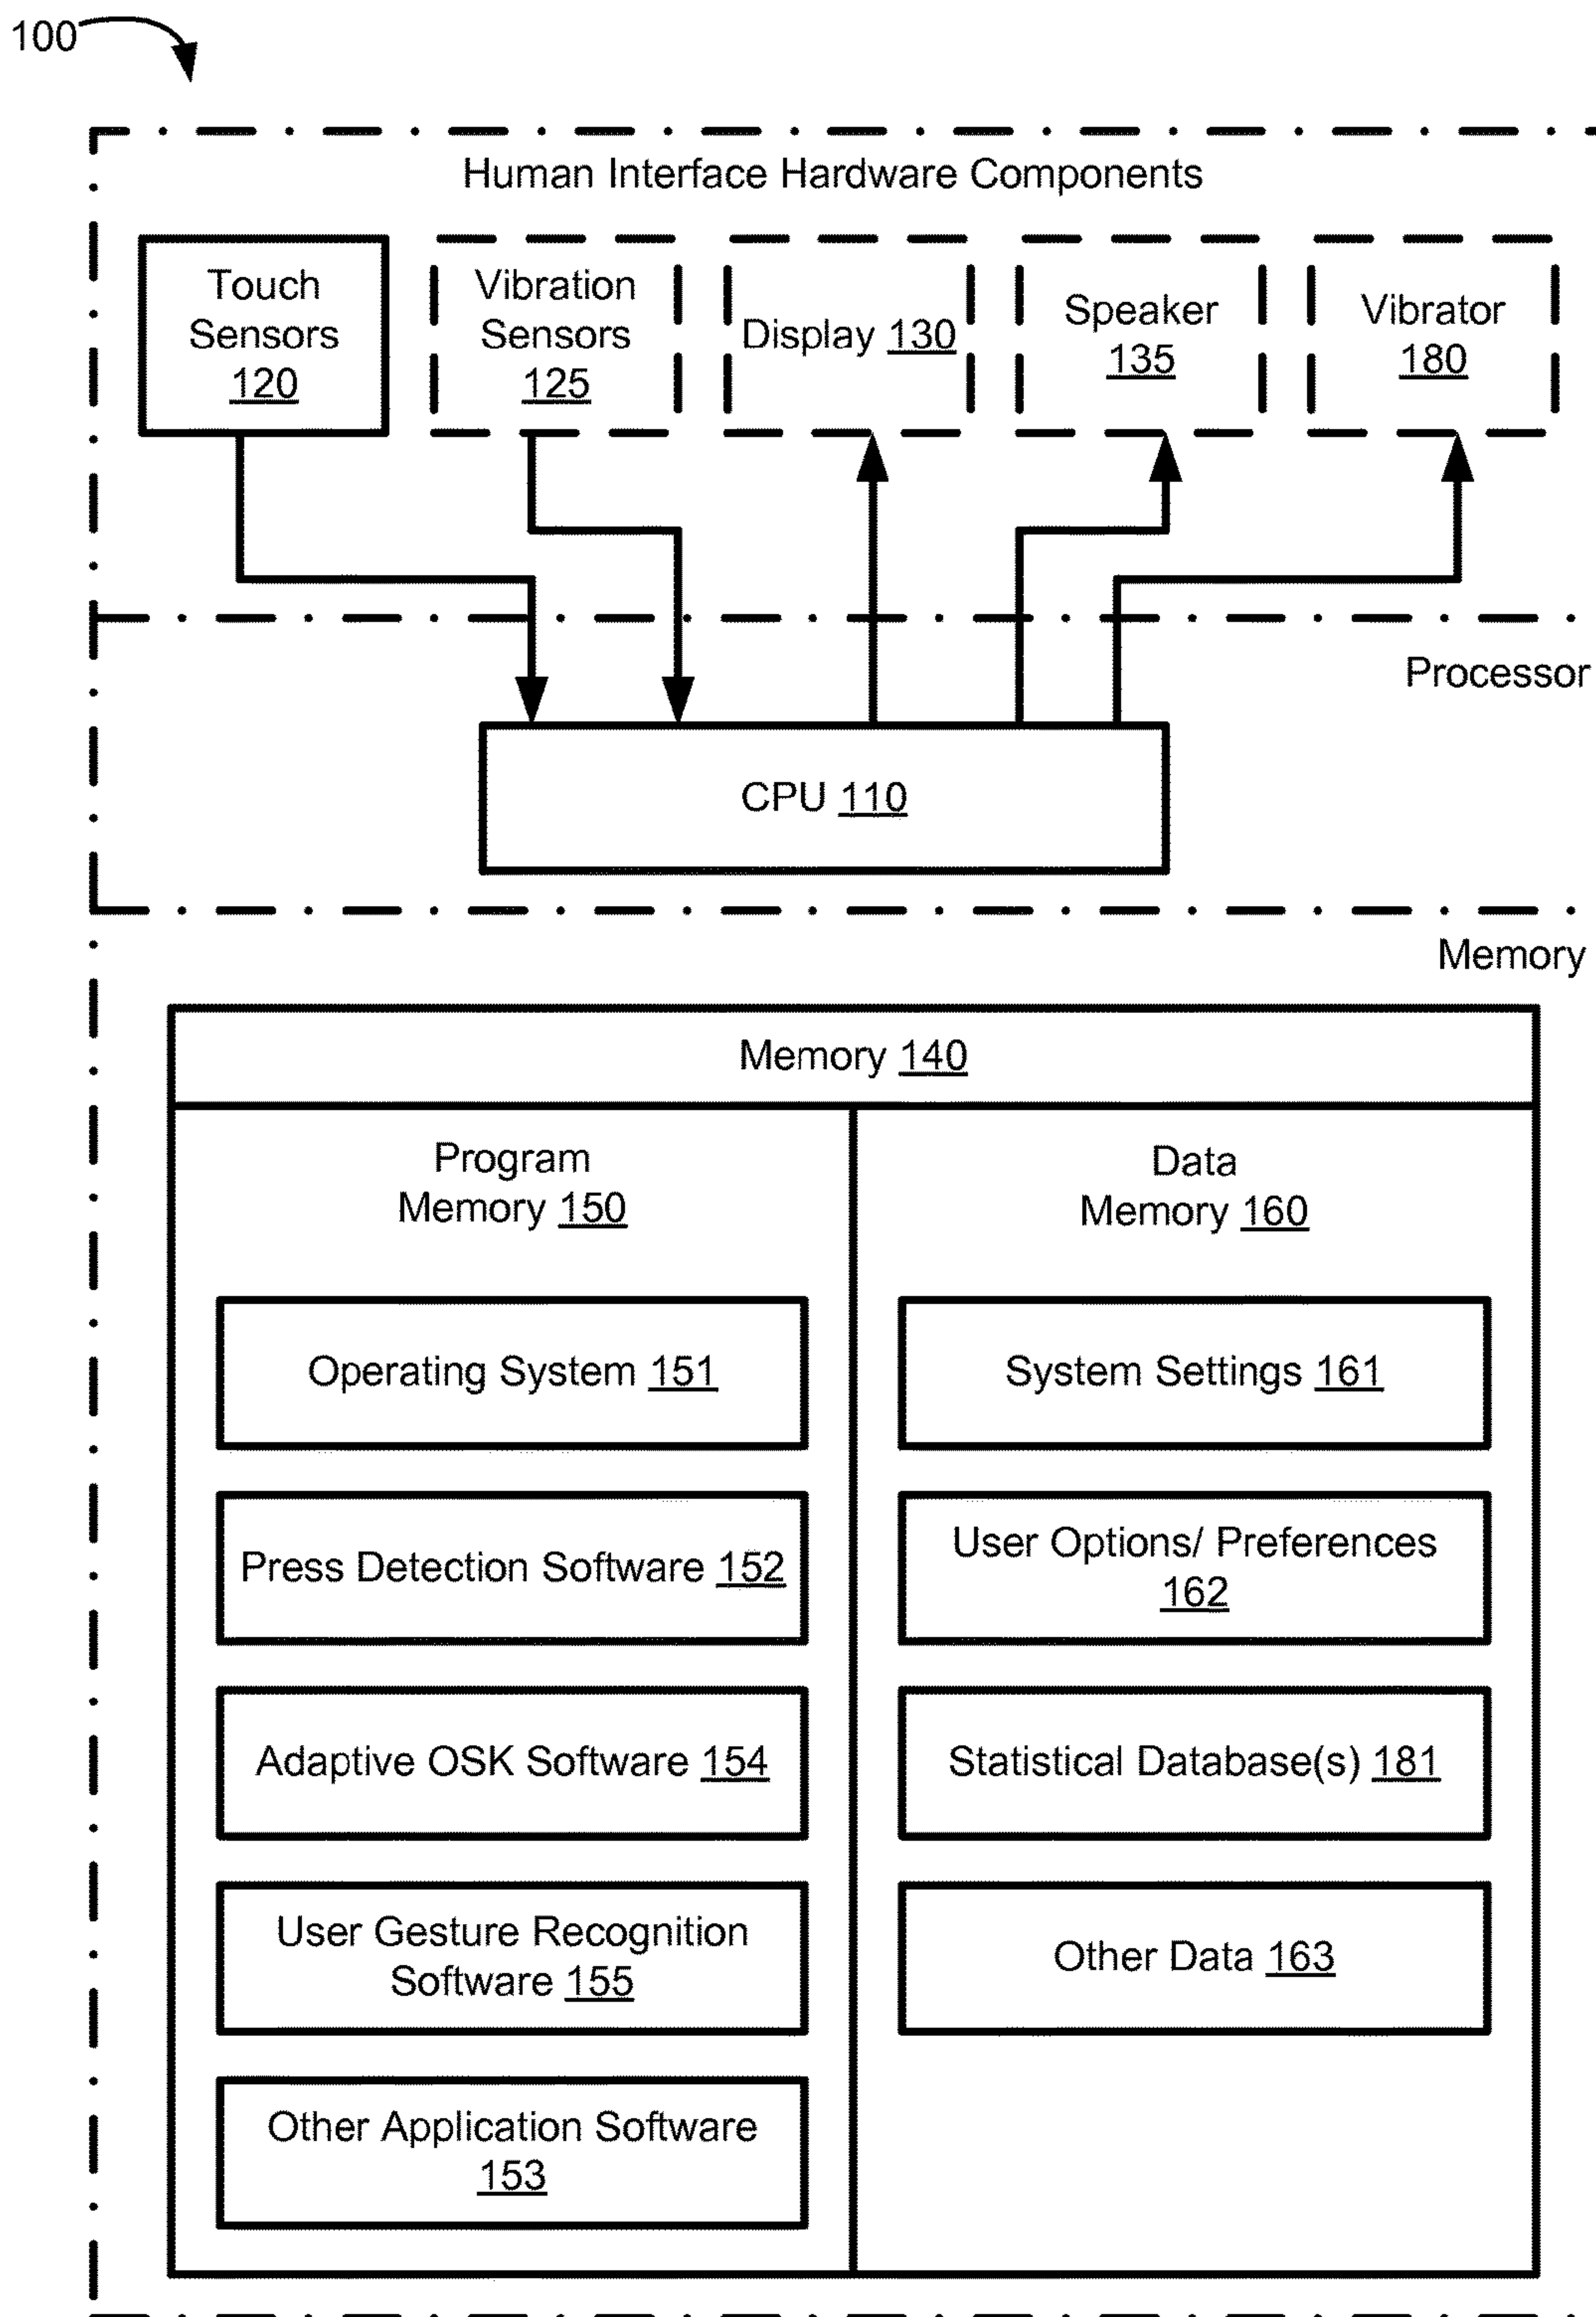 100
Human Interface Hardware Components
Touch
Sensors
120
Vibration
Sensors
125
Display 130
Speaker
135
Vibrator
180
Processor
CPU 110
Memory
Memory 140
Program
Memory 150
Operating System 151
Press Detection Software 152
Adaptive OSK Software 154
User Gesture Recognition
Software 155
Other Application Software
153
Data
Memory 160
System Settings 161
User Options/ Preferences
162
Statistical Database(s) 181
Other Data 163